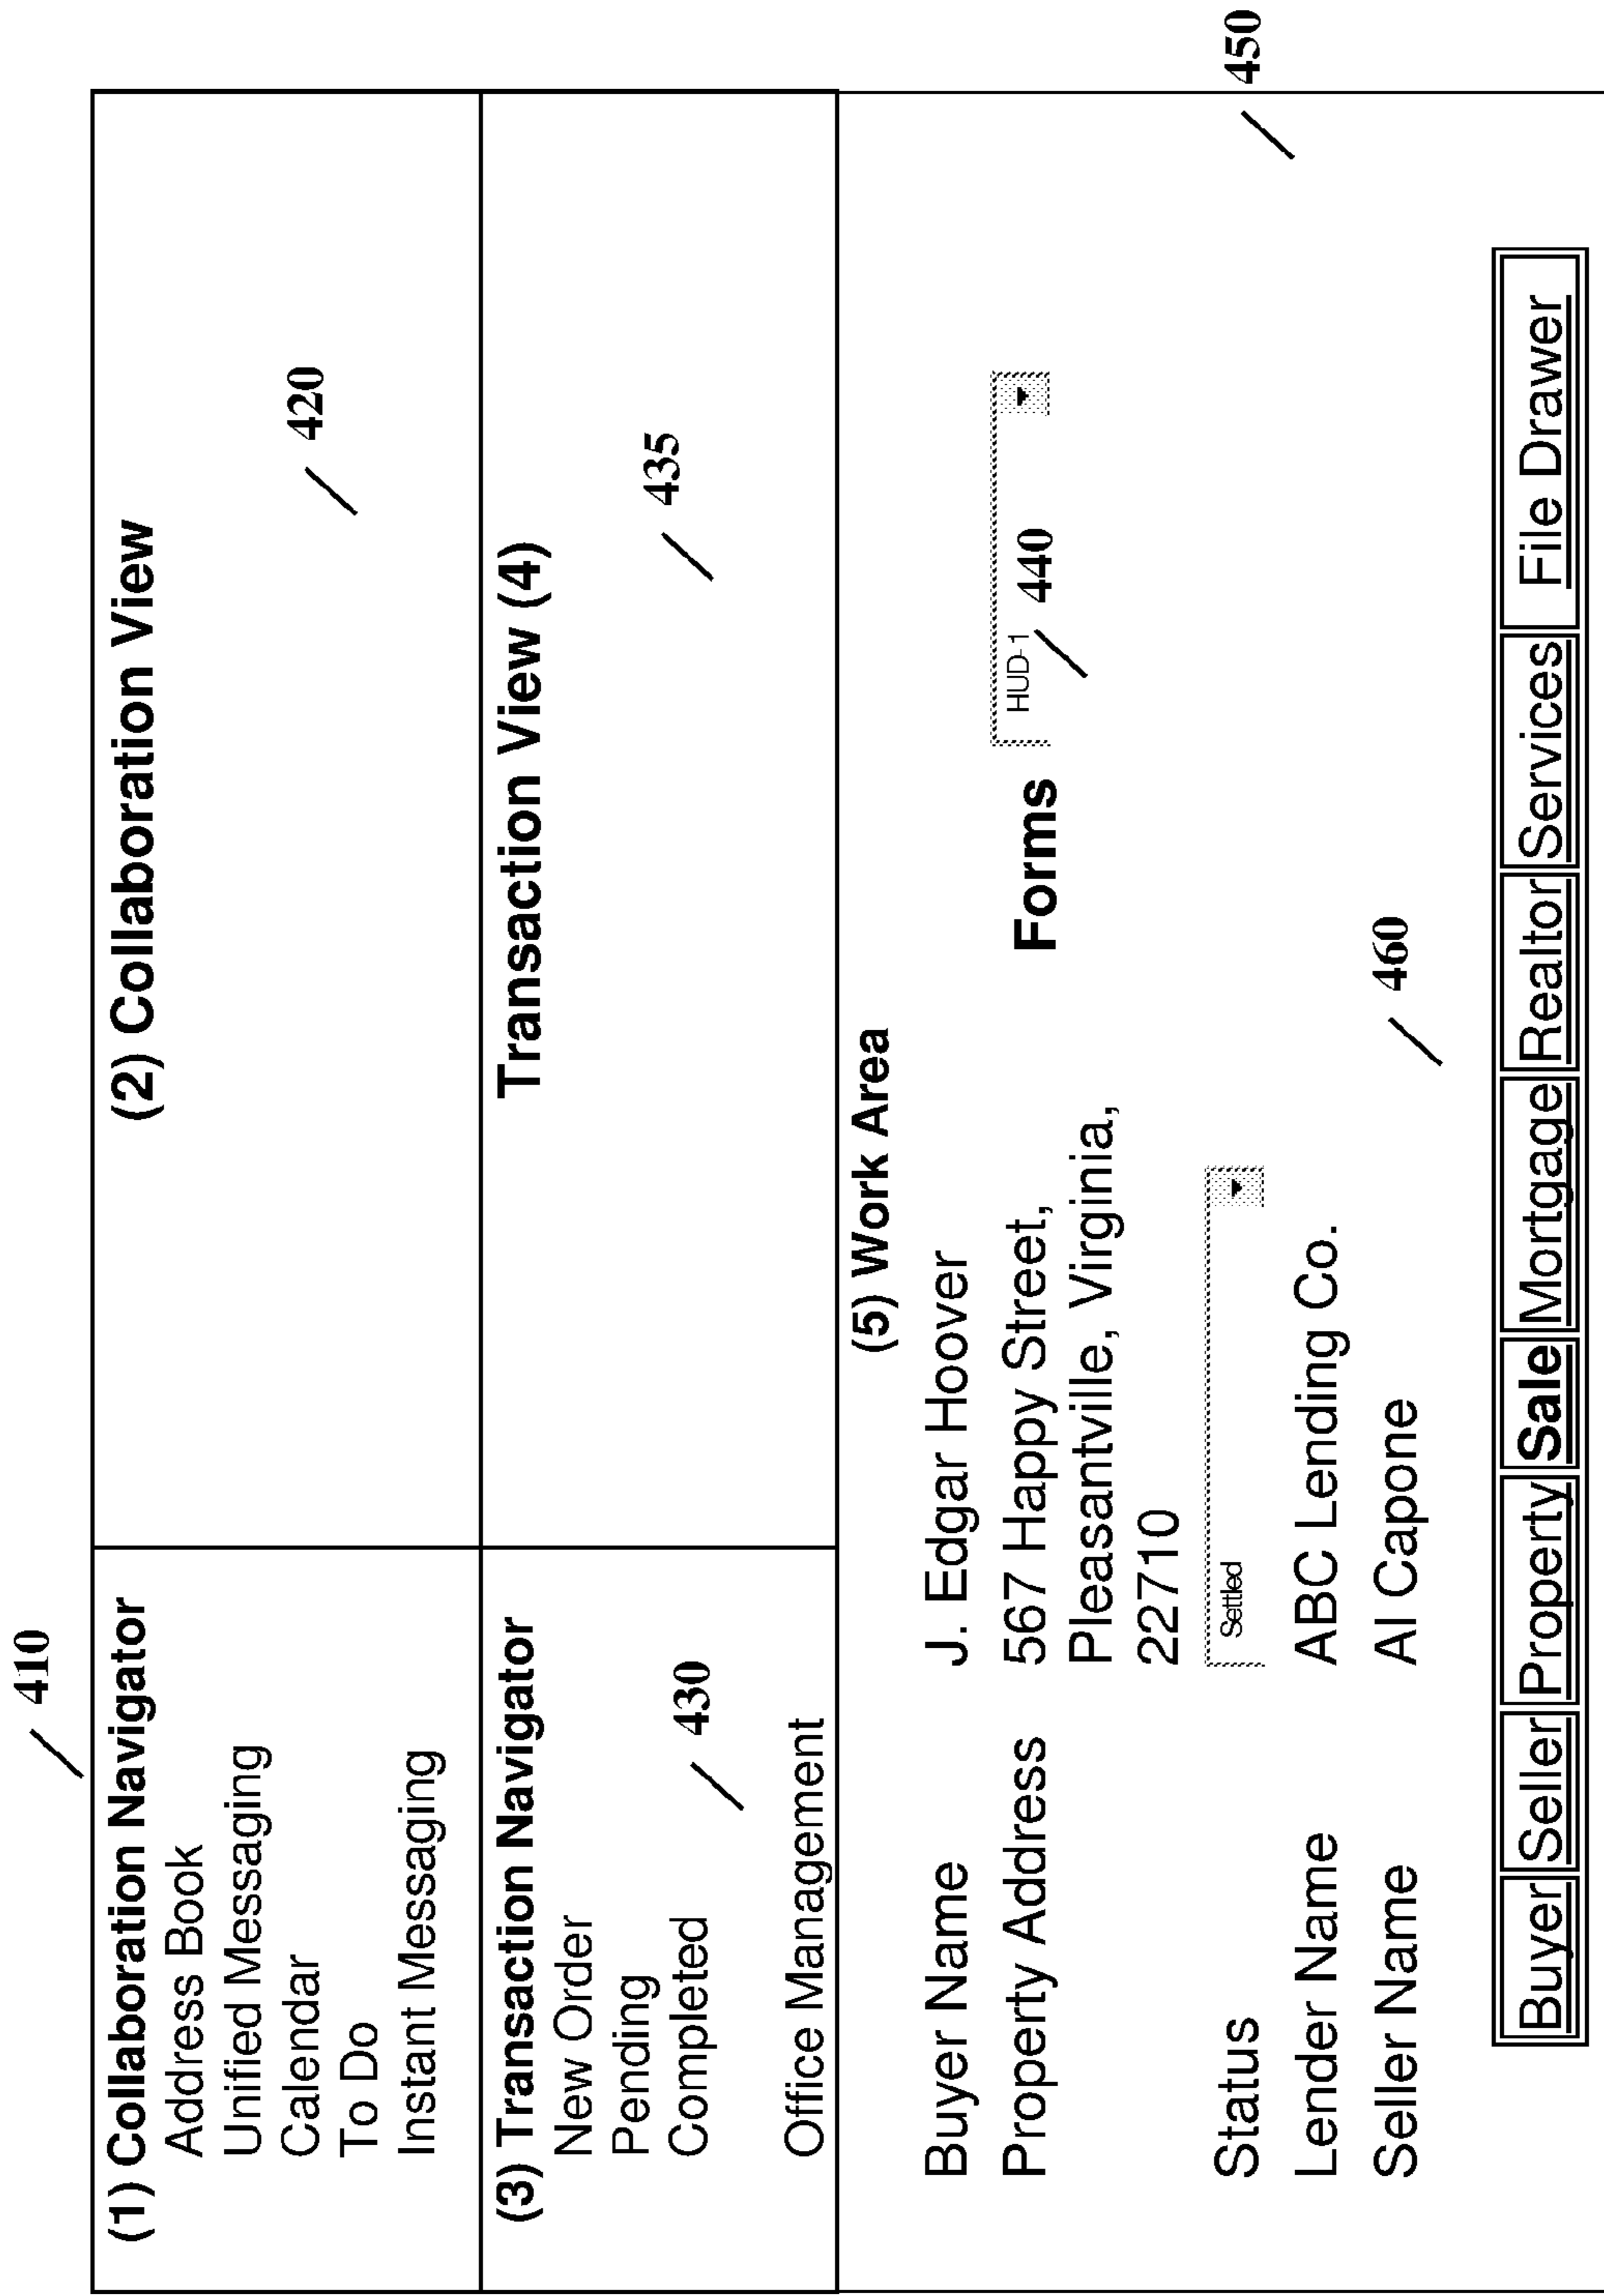 410
(1) Collaboration Navigator
Address Book
Unified Messaging
Calendar
To Do
Instant Messaging
(2) Collaboration View
420
(3) Transaction Navigator
New Order
Pending
Completed
430
Office Management
Transaction View (4)
435
(5) Work Area
Buyer Name J. Edgar Hoover
Property Address 567 Happy Street,
Pleasantville, Virginia,
22710
Forms HUD-1
440
Status Settled
450
Lender Name ABC Lending Co.
Seller Name Al Capone
460
Buyer Seller Property Sale Mortgage Realtor Services File Drawer